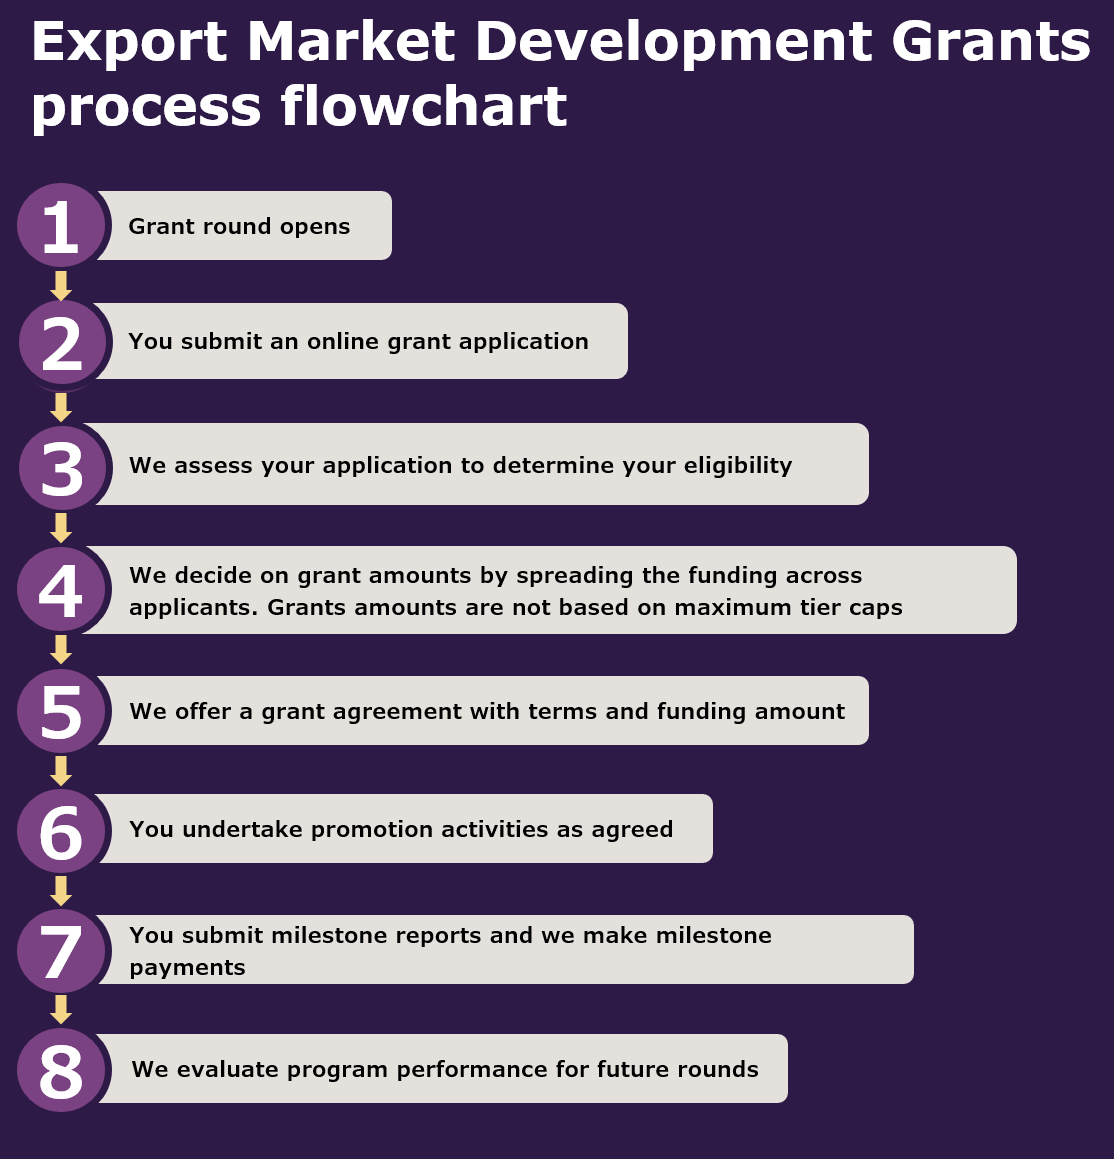 Export Market Development Grants
process flowchart
1
Grant round opens
2
You submit an online grant application
3
We assess your application to determine your eligibility
4
We decide on grant amounts by spreading the funding across
applicants. Grants amounts are not based on maximum tier caps
5
We offer a grant agreement with terms and funding amount
6
You undertake promotion activities as agreed
7
You submit milestone reports and we make milestone
payments
8
We evaluate program performance for future rounds